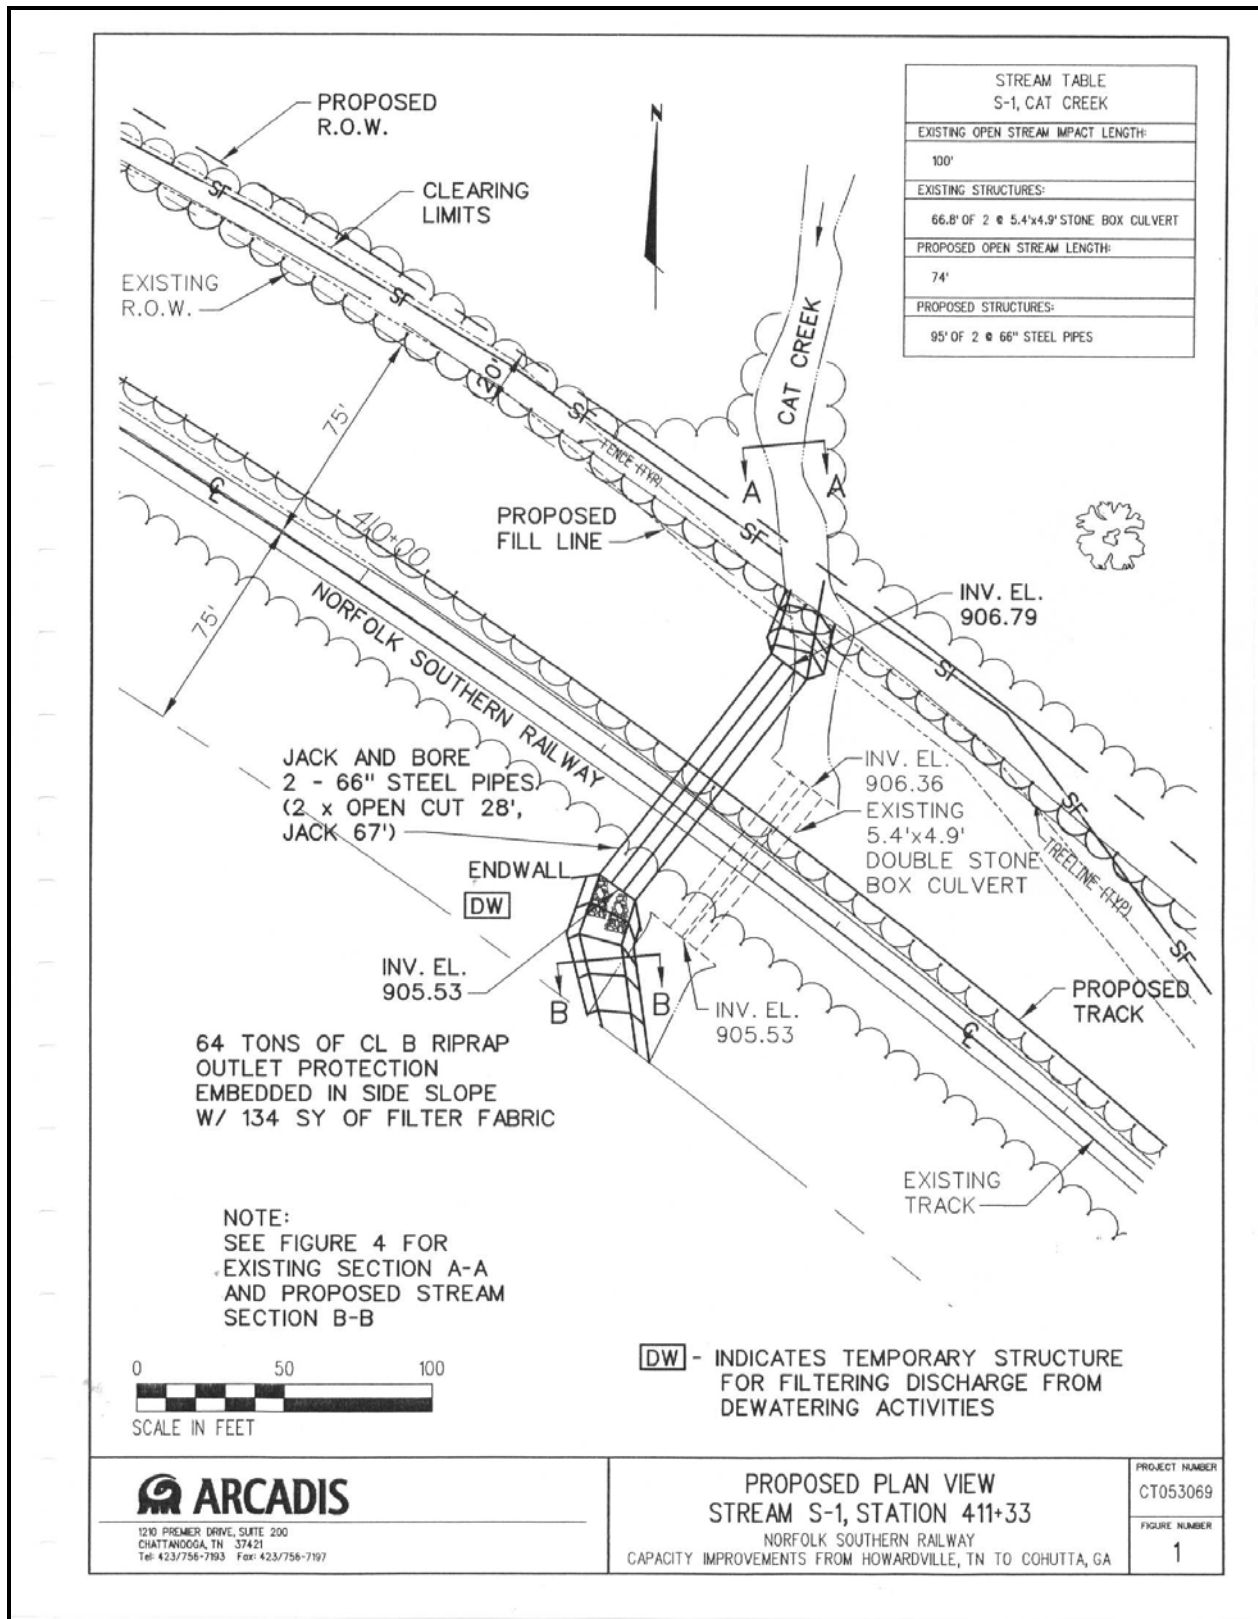 STREAM TABLE
S-1, CAT CREEK
EXISTING OPEN STREAM IMPACT LENGTH:
100'
EXISTING STRUCTURES:
66.8' OF 2 @ 5.4'x4.9' STONE BOX CULVERT
PROPOSED OPEN STREAM LENGTH:
74'
PROPOSED STRUCTURES:
95' OF 2 @ 66" STEEL PIPES
PROPOSED
R.O.W.
N
CLEARING
LIMITS
SF
EXISTING
R.O.W.
SF
CAT CREEK
20'
75'
SF
FENCE (TYP)
A
A
CL
410+00
PROPOSED
FILL LINE
SF
INV. EL.
906.79
75'
NORFOLK SOUTHERN RAILWAY
SF
JACK AND BORE
2 - 66" STEEL PIPES
(2 x OPEN CUT 28',
JACK 67')
INV. EL.
906.36
EXISTING
5.4'x4.9'
DOUBLE STONE
BOX CULVERT
SF
TREELINE (TYP)
ENDWALL
DW
SF
INV. EL.
905.53
B
B
INV. EL.
905.53
PROPOSED
TRACK
CL
64 TONS OF CL B RIPRAP
OUTLET PROTECTION
EMBEDDED IN SIDE SLOPE
W/ 134 SY OF FILTER FABRIC
EXISTING
TRACK
NOTE:
SEE FIGURE 4 FOR
EXISTING SECTION A-A
AND PROPOSED STREAM
SECTION B-B
0 50 100
SCALE IN FEET
DW - INDICATES TEMPORARY STRUCTURE
FOR FILTERING DISCHARGE FROM
DEWATERING ACTIVITIES
ARCADIS
1210 PREMIER DRIVE, SUITE 200
CHATTANOOGA, TN 37421
Tel: 423/756-7193 Fax: 423/756-7197
PROPOSED PLAN VIEW
STREAM S-1, STATION 411+33
NORFOLK SOUTHERN RAILWAY
CAPACITY IMPROVEMENTS FROM HOWARDVILLE, TN TO COHUTTA, GA
PROJECT NUMBER
CT053069
FIGURE NUMBER
1